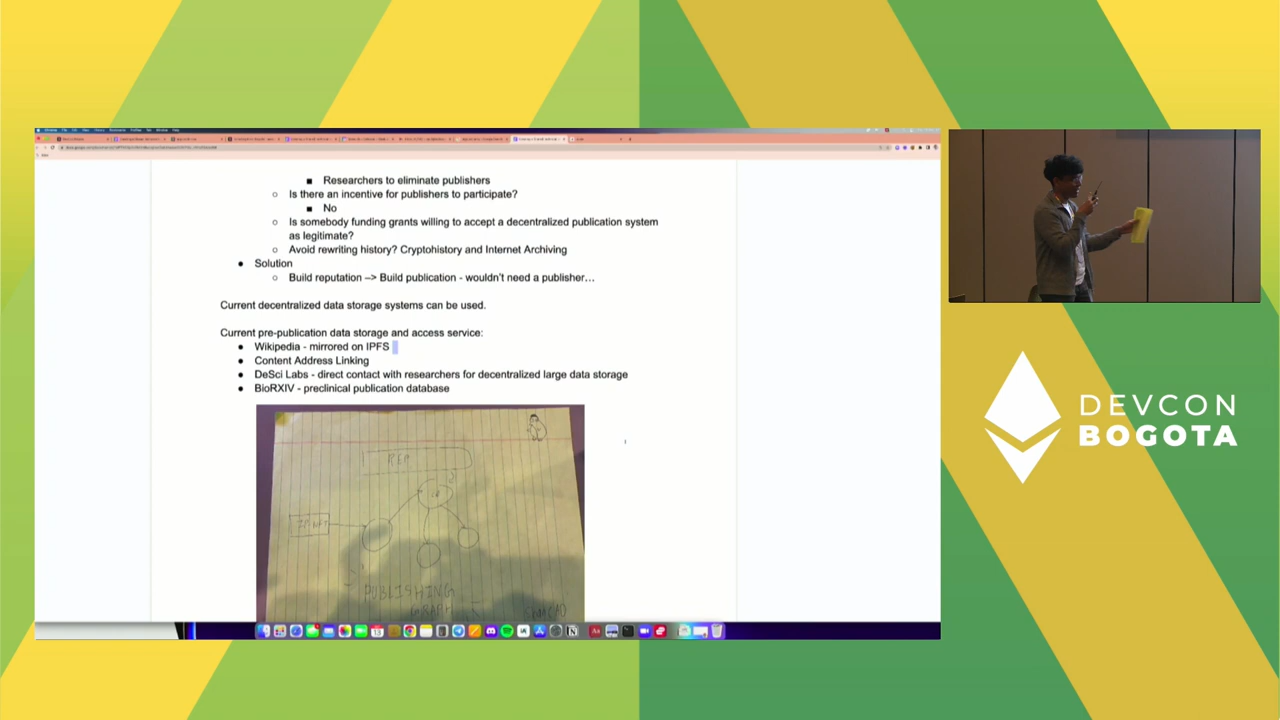 Researchers to eliminate publishers
Is there an incentive for publishers to participate?
No
Is somebody funding grants willing to accept a decentralized publication system
as legitimate?
Avoid rewriting history? Cryptohistory and Internet Archiving
Solution
Build reputation –> Build publication - wouldn't need a publisher...
Current decentralized data storage systems can be used.
Current pre-publication data storage and access service:
Wikipedia - mirrored on IPFS
Content Address Linking
DeSci Labs - direct contact with researchers for decentralized large data storage
BioRXIV - preclinical publication database
REP
PUBLISHING
GRAPH
DEVCON
BOGOTA